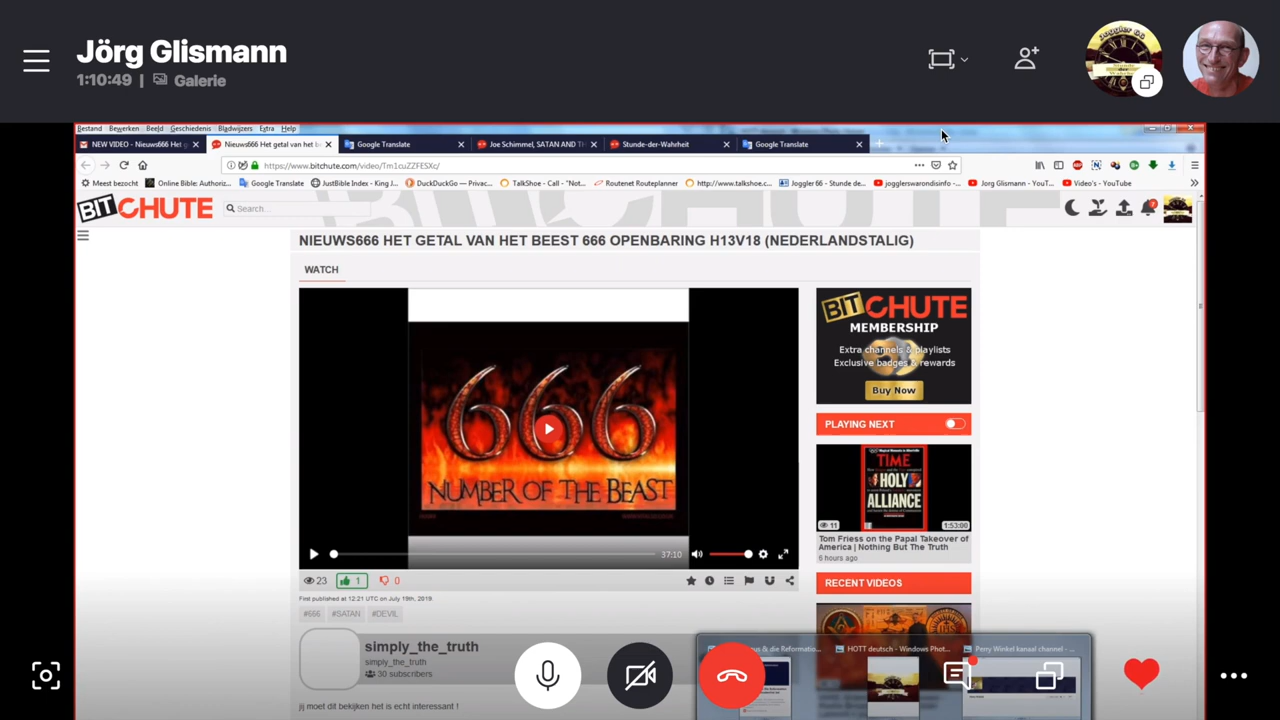 Jörg Glismann
1:10:49 | Galerie
Joggler 66
Bestand Bewerken Beeld Geschiedenis Bladwijzers Extra Help
NEW VIDEO - Nieuws666 Het g
Nieuws666 Het getal van het be
Google Translate
Joe Schimmel, SATAN AND TH
Stunde-der-Wahrheit
Google Translate
https://www.bitchute.com/video/Tm1cuZZFESXc/
Meest bezocht
Online Bible: Authoriz...
Google Translate
JustBible Index - King J...
DuckDuckGo — Privac...
TalkShoe - Call - "Not...
Routenet Routeplanner
http://www.talkshoe.c...
Joggler 66 - Stunde de...
jogglerswarondisinfo -...
Jorg Glismann - YouT...
Video's - YouTube
BITCHUTE
Search...
BITCHUTE
7
NIEUWS666 HET GETAL VAN HET BEEST 666 OPENBARING H13V18 (NEDERLANDSTALIG)
WATCH
666
NUMBER OF THE BEAST
37:10
23
1
0
First published at 12:21 UTC on July 19th, 2019.
#666 #SATAN #DEVIL
simply_the_truth
simply_the_truth
30 subscribers
jij moet dit bekijken het is echt interessant !
BITCHUTE
MEMBERSHIP
Extra channels & playlists
Exclusive badges & rewards
Buy Now
PLAYING NEXT
TIME
HOLY
ALLIANCE
11
1:53:00
Tom Friess on the Papal Takeover of
America | Nothing But The Truth
5 hours ago
RECENT VIDEOS
us & die Reformatio...
HOTT deutsch - Windows Phot...
Perry Winkel kanaal channel - ...